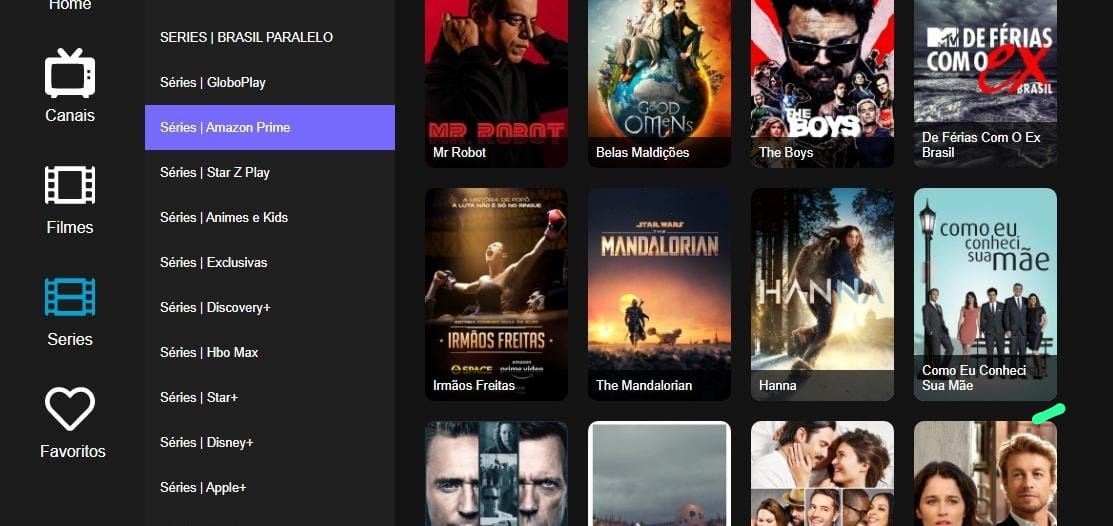 Home
Canais
Filmes
Series
Favoritos
SERIES | BRASIL PARALELO
Séries | GloboPlay
Séries | Amazon Prime
Séries | Star Z Play
Séries | Animes e Kids
Séries | Exclusivas
Séries | Discovery+
Séries | Hbo Max
Séries | Star+
Séries | Disney+
Séries | Apple+
MR. ROBOT
Mr Robot
GOOD
OMENS
Belas Maldições
THE
BOYS
The Boys
MTV DE FÉRIAS
COM O ex
BRASIL
De Férias Com O Ex
Brasil
A HISTÓRIA DE POPÓ
A LUTA NÃO É SÓ NO RINGUE
IRMÃOS FREITAS
SPACE
amazon
prime video
Irmãos Freitas
STAR WARS
THE
MANDALORIAN
The Mandalorian
HANNA
Hanna
como eu
conheci
sua mãe
Como Eu Conheci
Sua Mãe